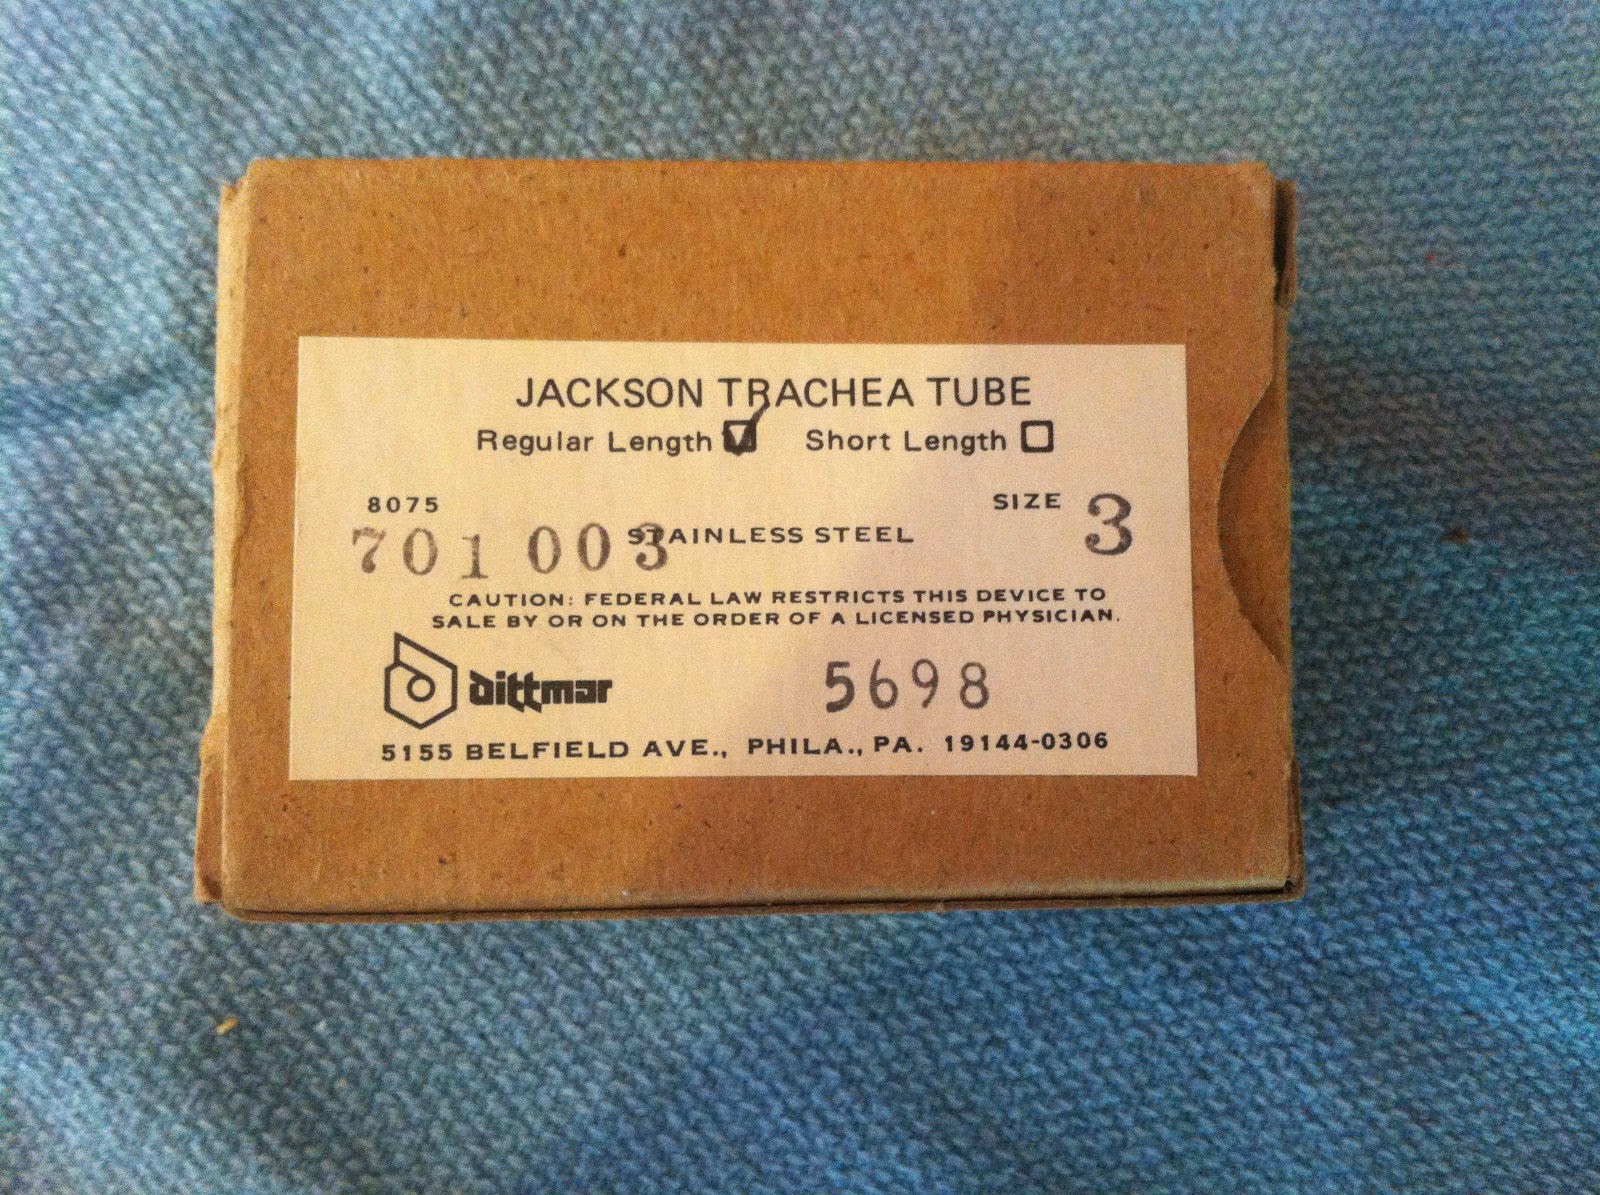 JACKSON TRACHEA TUBE
Regular Length Short Length
8075 SIZE 3
701 003 STAINLESS STEEL
CAUTION: FEDERAL LAW RESTRICTS THIS DEVICE TO
SALE BY OR ON THE ORDER OF A LICENSED PHYSICIAN.
dittmar 5698
5155 BELFIELD AVE., PHILA., PA. 19144-0306